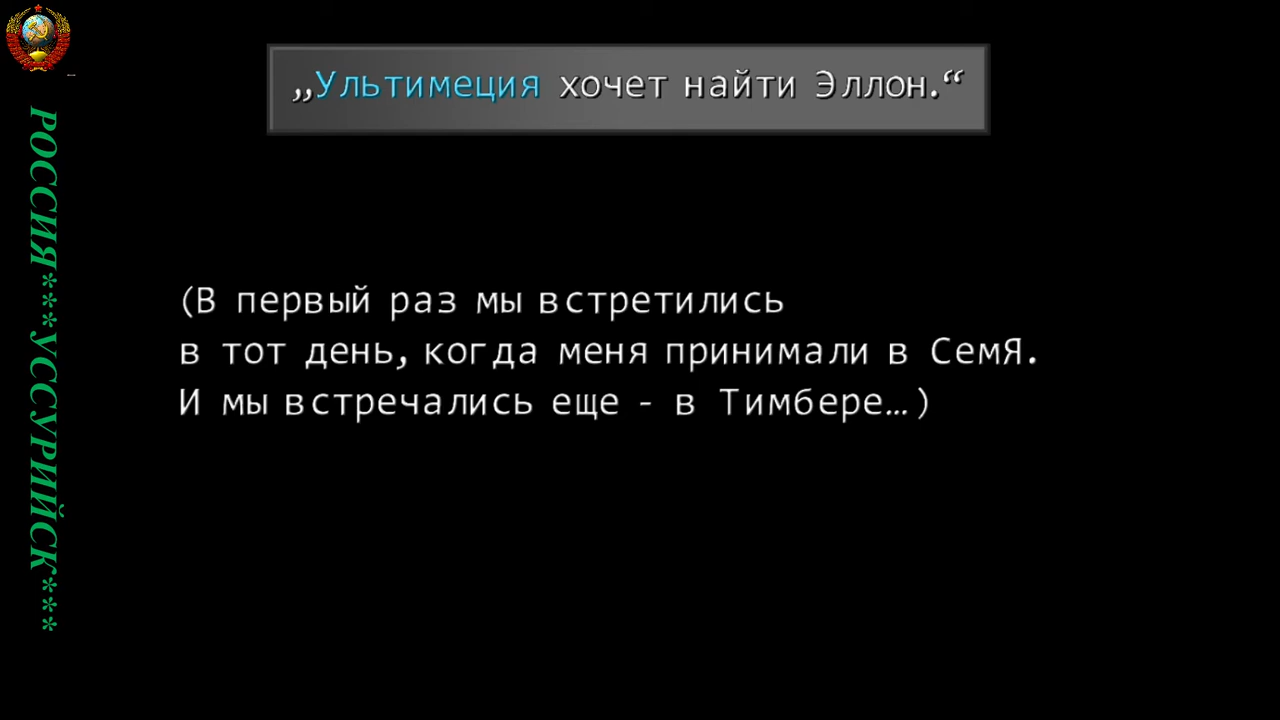 „Ультимеция хочет найти Эллон.“
(В первый раз мы встретились
в тот день, когда меня принимали в СемЯ.
И мы встречались еще - в Тимбере…)
РОССИЯ***УССУРИЙСК***